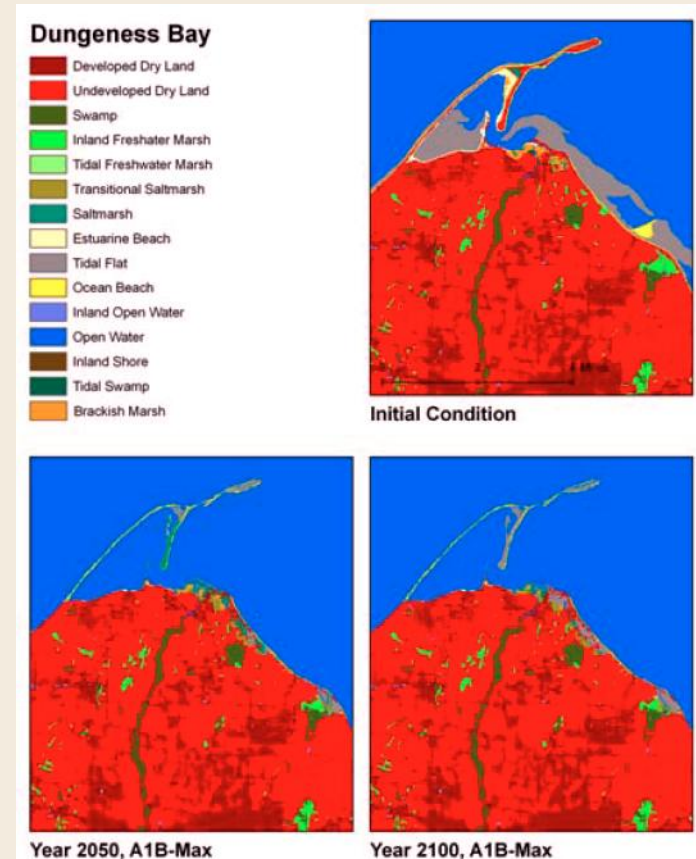 Dungeness Bay
Developed Dry Land
Undeveloped Dry Land
Swamp
Inland Freshater Marsh
Tidal Freshwater Marsh
Transitional Saltmarsh
Saltmarsh
Estuarine Beach
Tidal Flat
Ocean Beach
Inland Open Water
Open Water
Inland Shore
Tidal Swamp
Brackish Marsh
Initial Condition
Year 2050, A1B-Max
Year 2100, A1B-Max